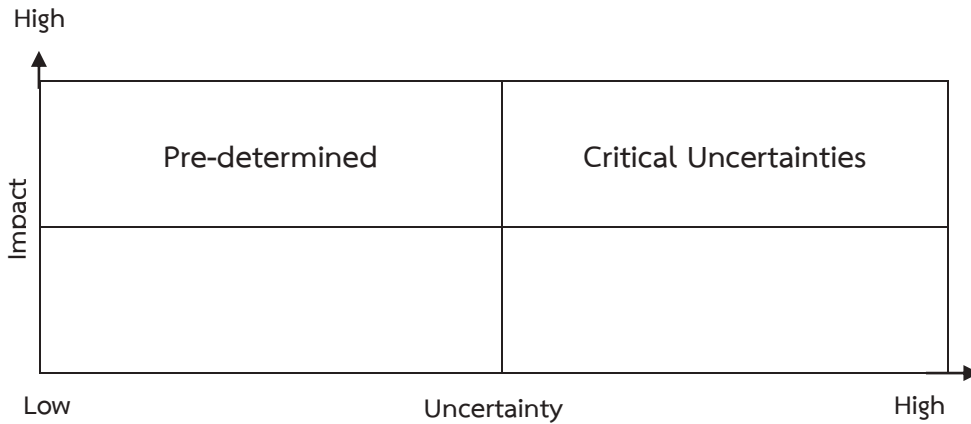 High
Pre-determined
Critical Uncertainties
Impact
Low
Uncertainty
High